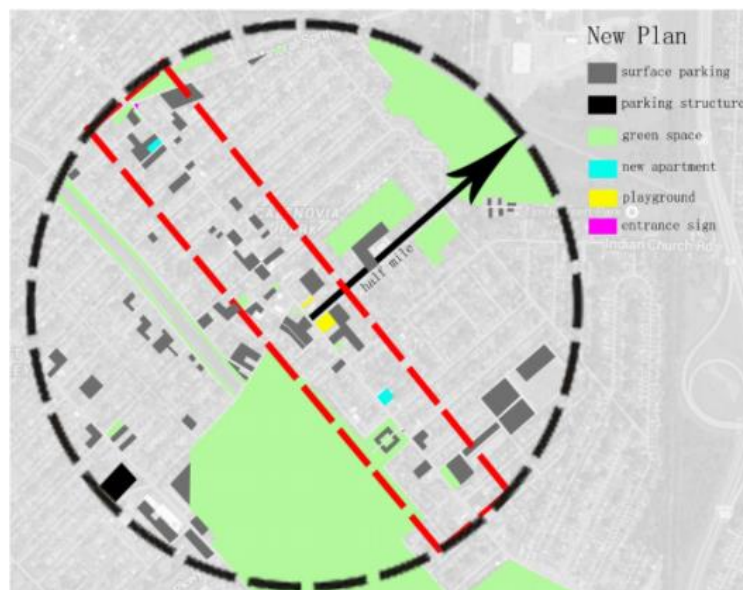 New Plan
surface parking
parking structure
green space
new apartment
playground
entrance sign
half mile
Indian Church Rd